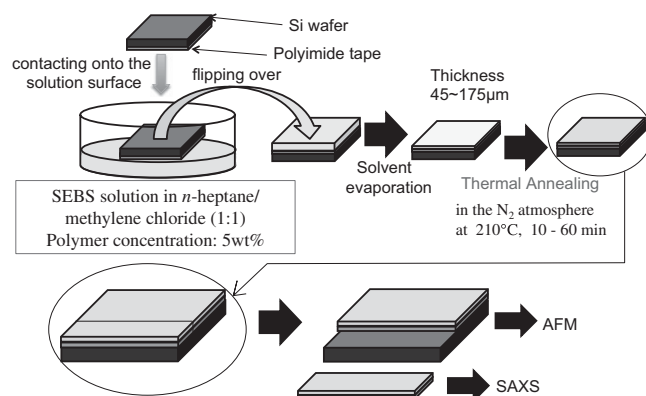 Si wafer
Polyimide tape
contacting onto the
solution surface
flipping over
Thickness
45~175μm
Solvent
evaporation
Thermal Annealing
in the N₂ atmosphere
at 210°C, 10 - 60 min
SEBS solution in n-heptane/
methylene chloride (1:1)
Polymer concentration: 5wt%
AFM
SAXS